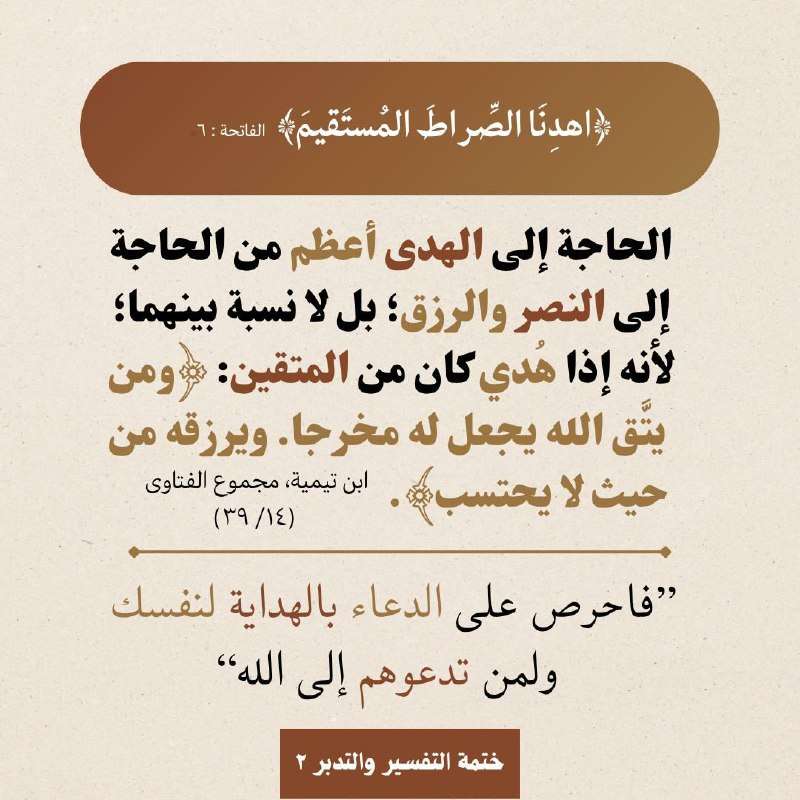 ﴿اهدِنَا الصِّرَاطَ المُستَقيمَ﴾ الفاتحة : ٦
الحاجة إلى الهدى أعظم من الحاجة
إلى النصر والرزق؛ بل لا نسبة بينهما؛
لأنه إذا هُدي كان من المتقين: ﴿ومن
يتَّق الله يجعل له مخرجا. ويرزقه من
حيث لا يحتسب﴾.
ابن تيمية، مجموع الفتاوى
(١٤/ ٣٩)
”فاحرص على الدعاء بالهداية لنفسك
ولمن تدعوهم إلى الله“
ختمة التفسير والتدبر ٢